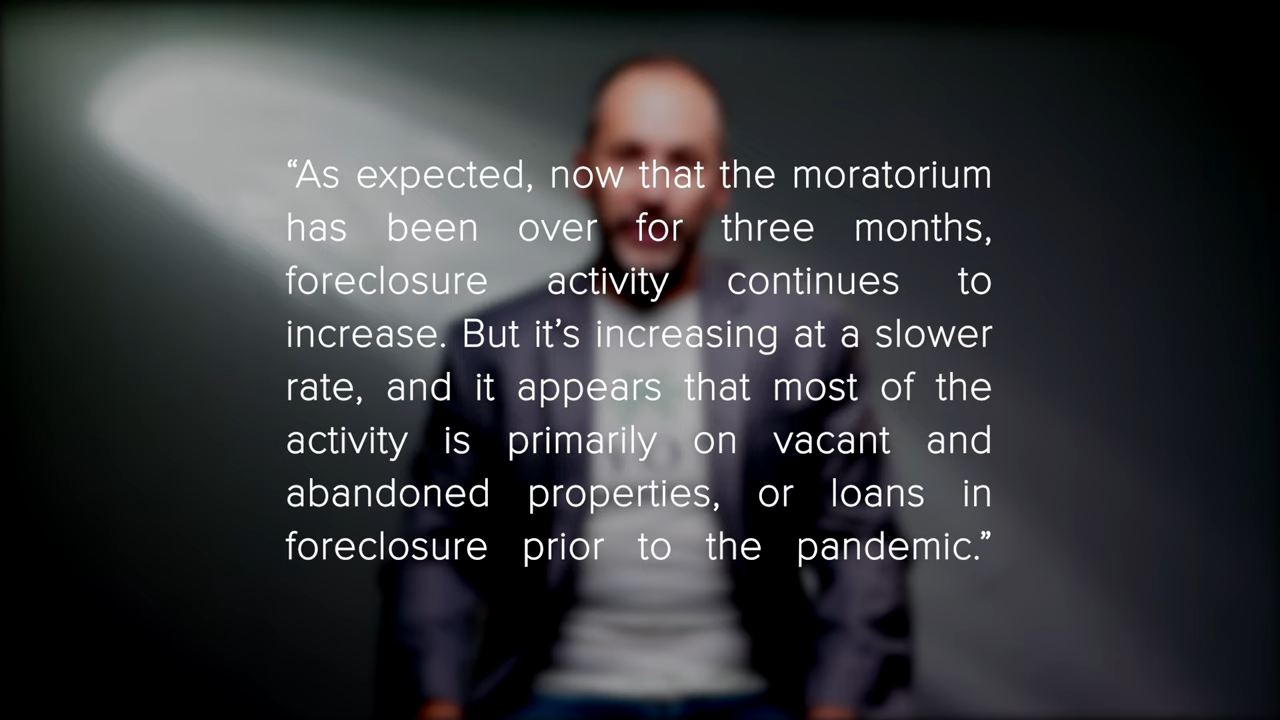 “As expected, now that the moratorium
has been over for three months,
foreclosure activity continues to
increase. But it’s increasing at a slower
rate, and it appears that most of the
activity is primarily on vacant and
abandoned properties, or loans in
foreclosure prior to the pandemic.”